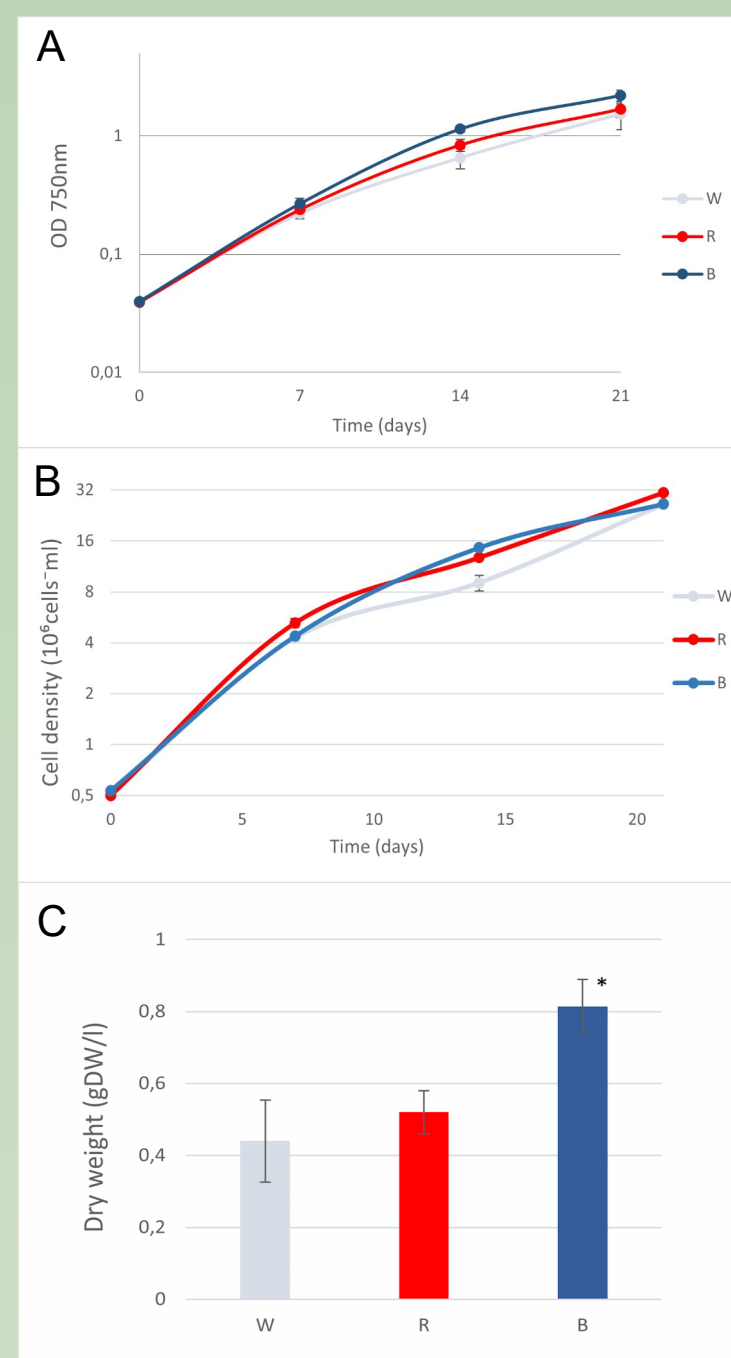 A
OD 750nm
1
0,1
0,01
0
7
14
21
Time (days)
W
R
B
B
Cell density (10⁶cells⁻ml)
32
16
8
4
2
1
0,5
0
5
10
15
20
Time (days)
W
R
B
C
Dry weight (gDW/l)
1
0,8
0,6
0,4
0,2
0
*
W
R
B